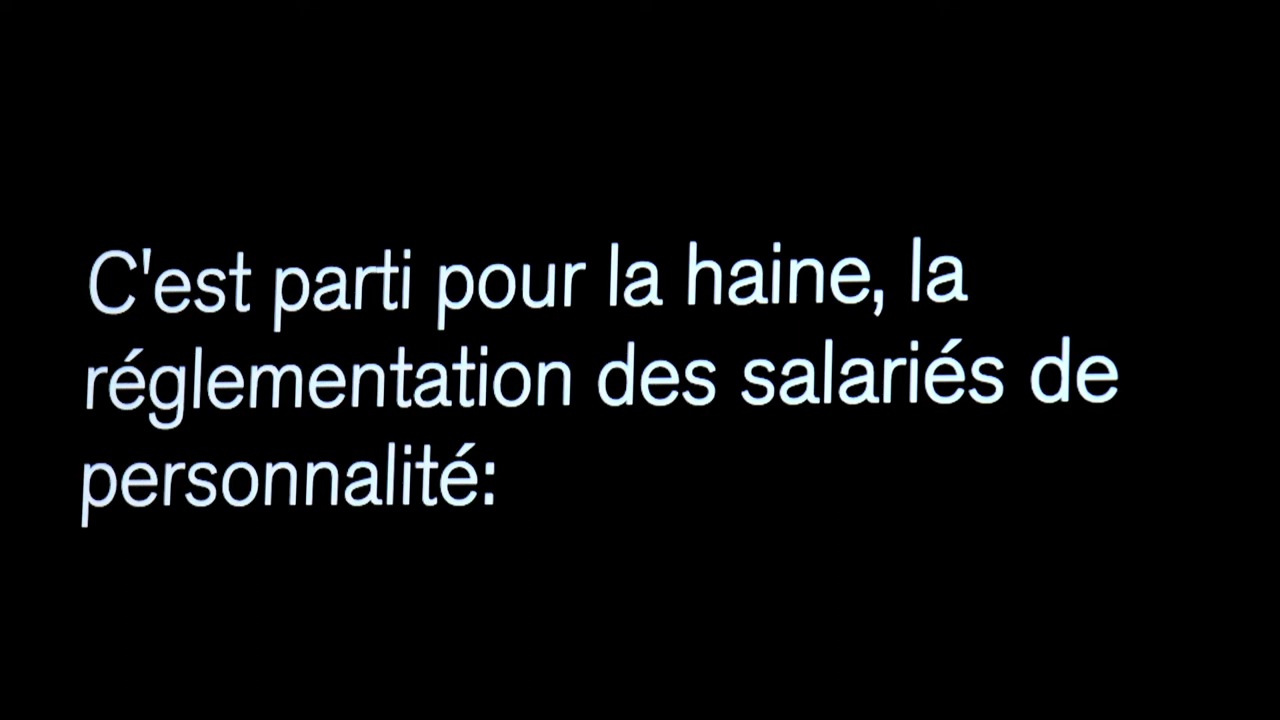 C'est parti pour la haine, la
réglementation des salariés de
personnalité: